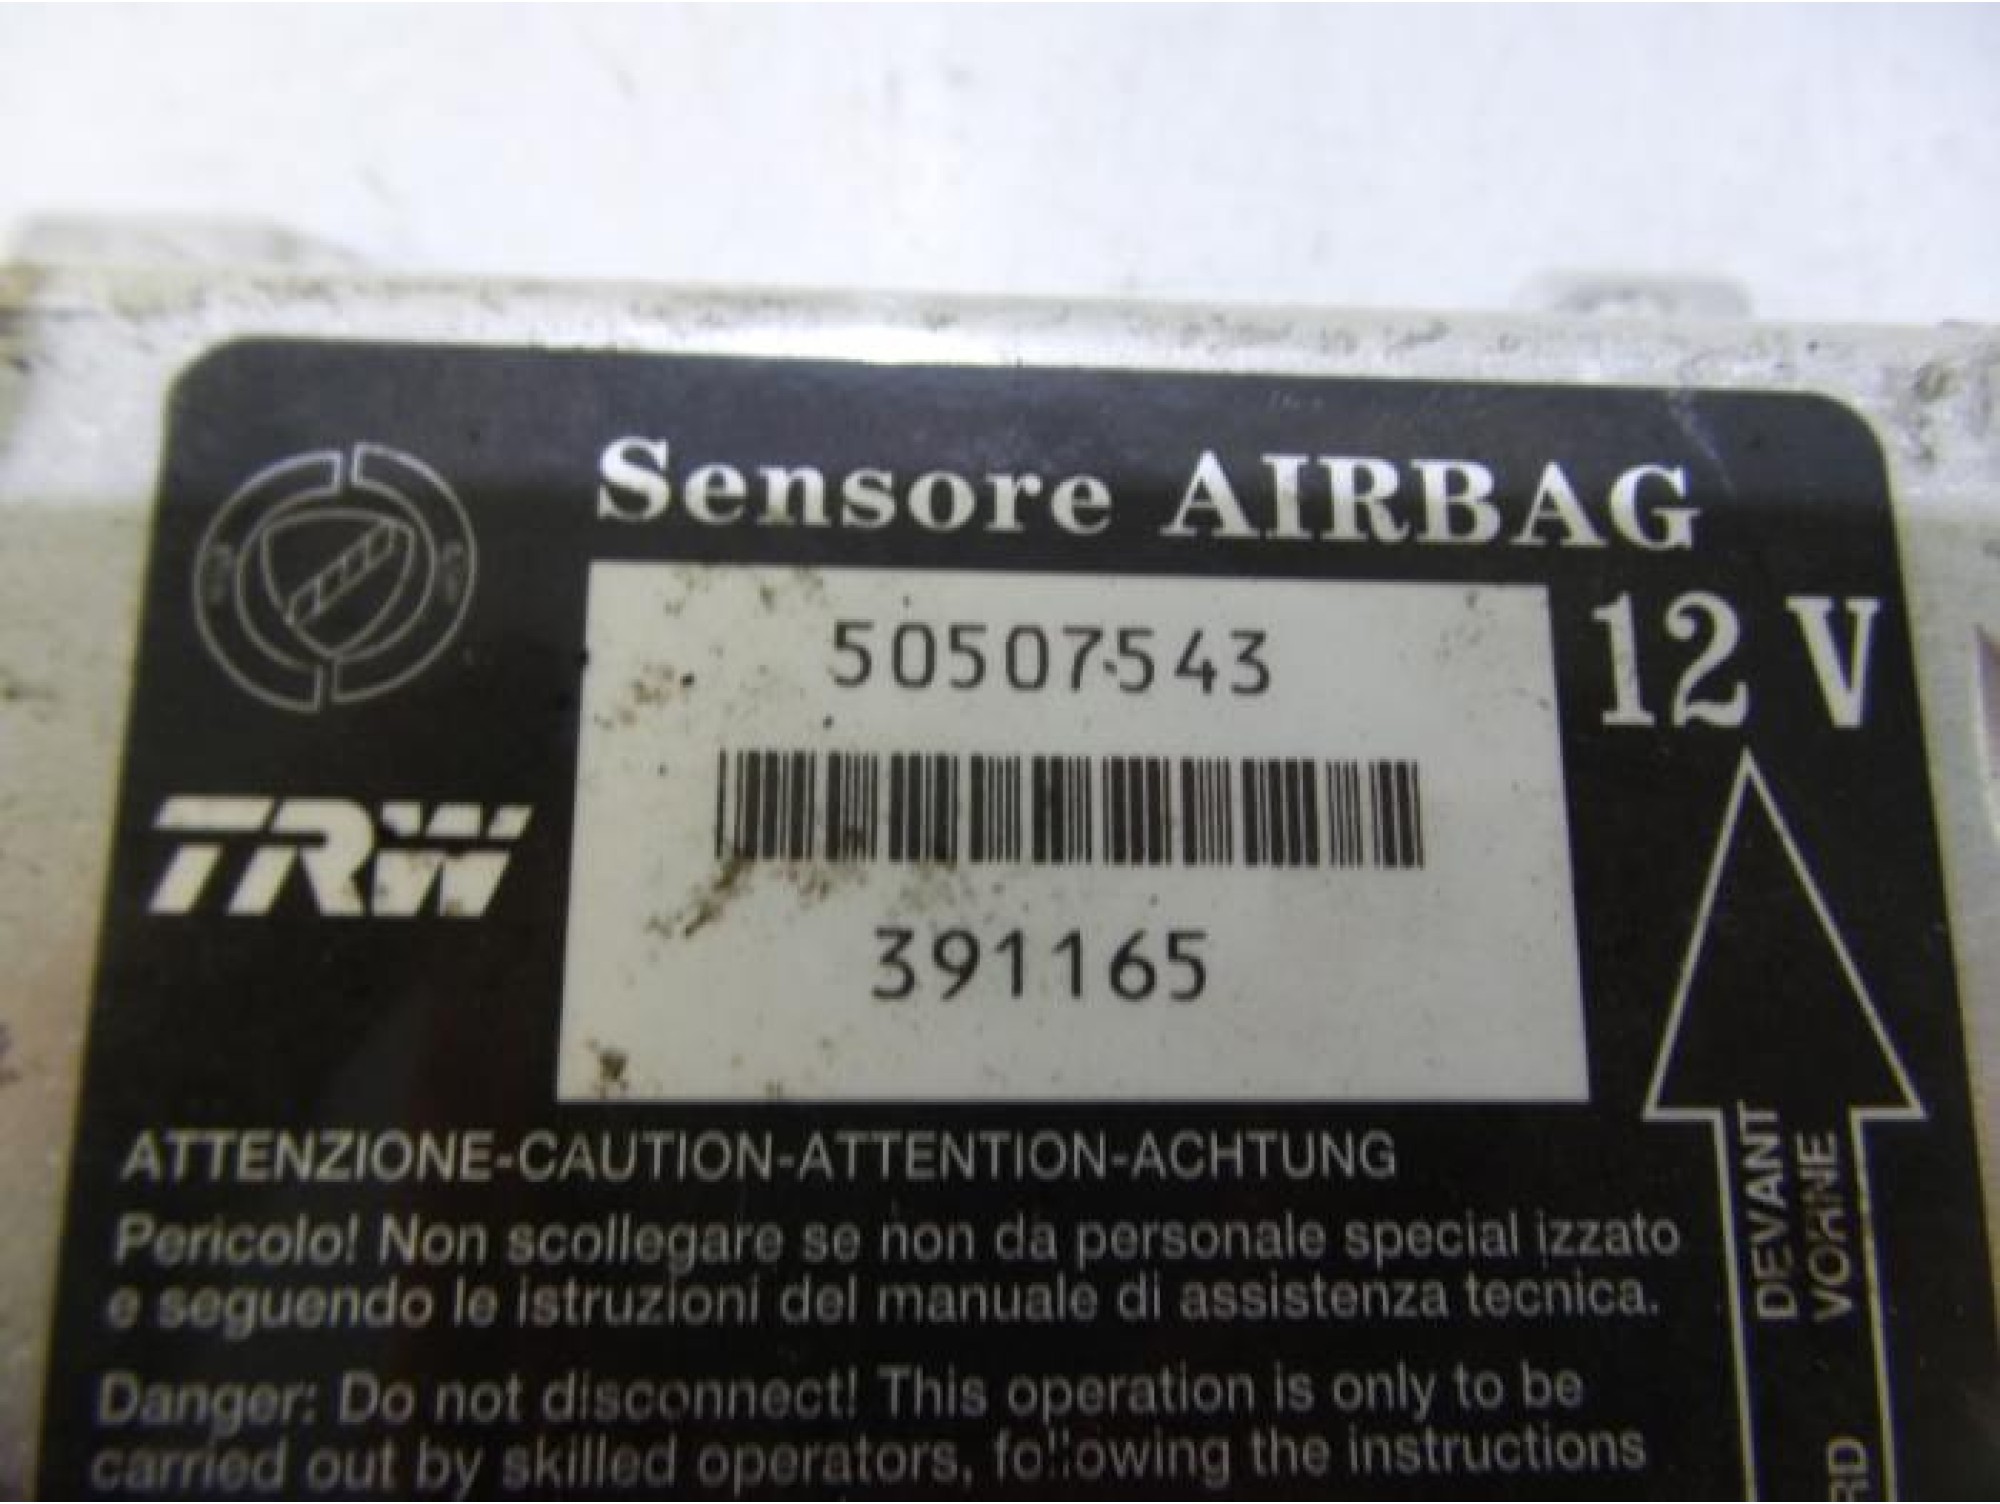 Sensore AIRBAG
50507543
12 V
TRW
391165
ATTENZIONE-CAUTION-ATTENTION-ACHTUNG
Pericolo! Non scollegare se non da personale special izzato
e seguendo le istruzioni del manuale di assistenza tecnica.
Danger: Do not disconnect! This operation is only to be
carried out by skilled operators, following the instructions
DEVANT
VORNE
RD